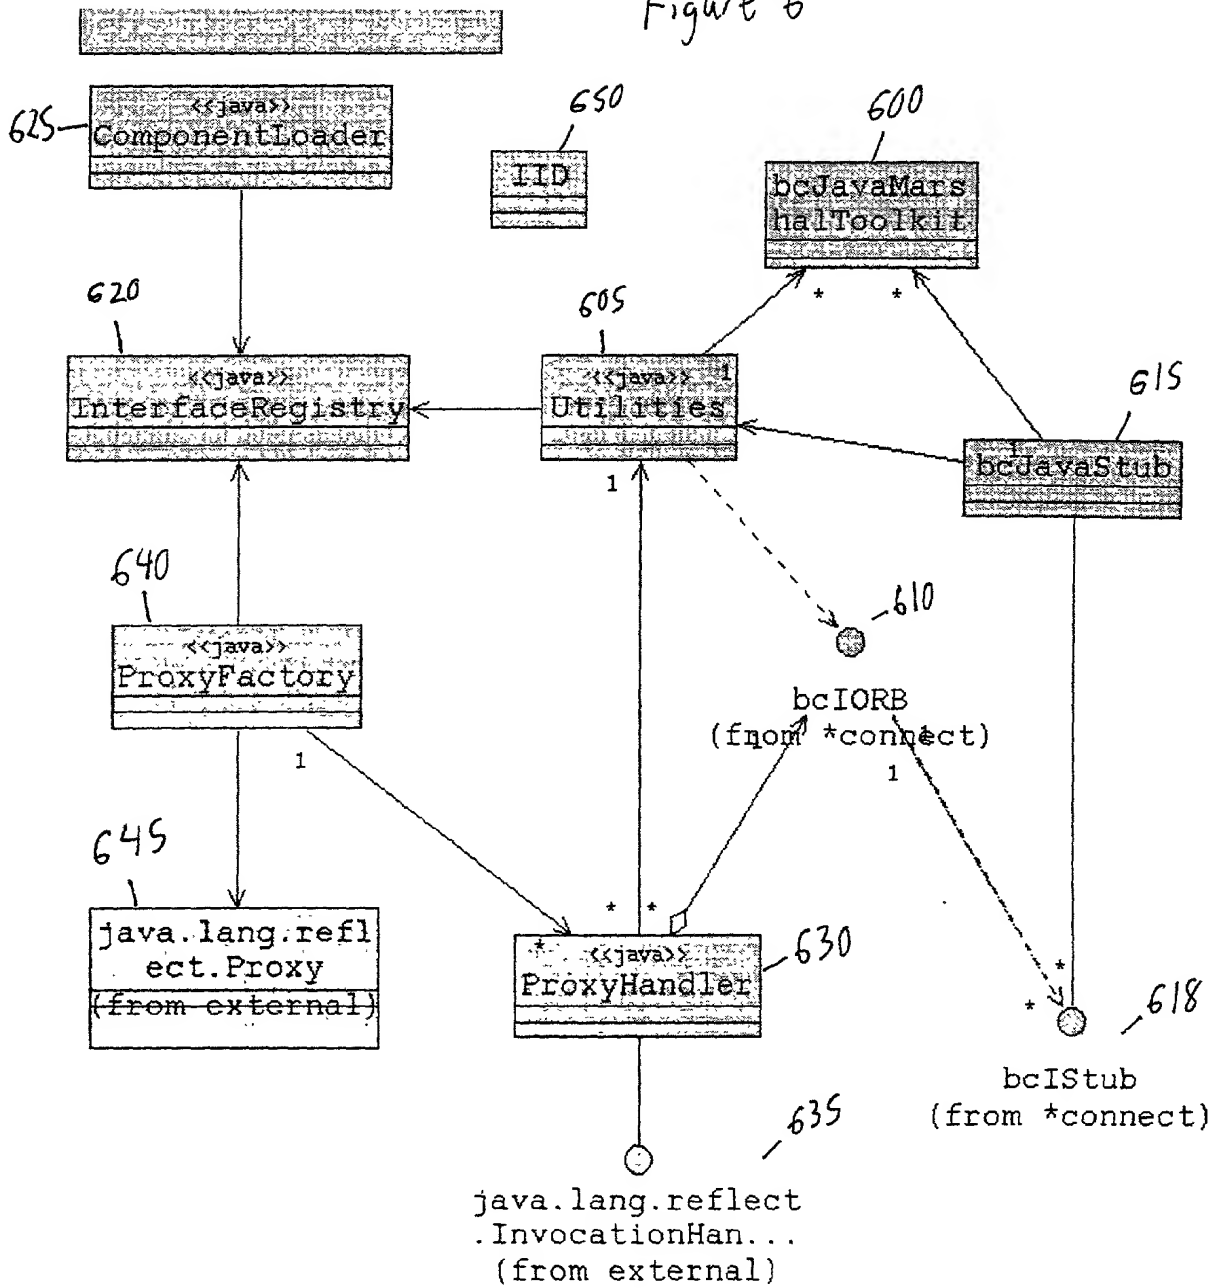 Figure 6
<<java>>
ComponentLoader
625
650
IID
600
bcJavaMars
halToolkit
*
*
620
<<java>>
InterfaceRegistry
605
<<java>>
1
Utilities
1
615
1
bcJavaStub
640
<<java>>
ProxyFactory
1
610
bcIORB
(from *connect)
1
1
1
645
java.lang.refl
ect.Proxy
(from external)
*
*
*
<<java>>
ProxyHandler
630
*
*
618
bcIStub
(from *connect)
635
java.lang.reflect
.InvocationHan...
(from external)